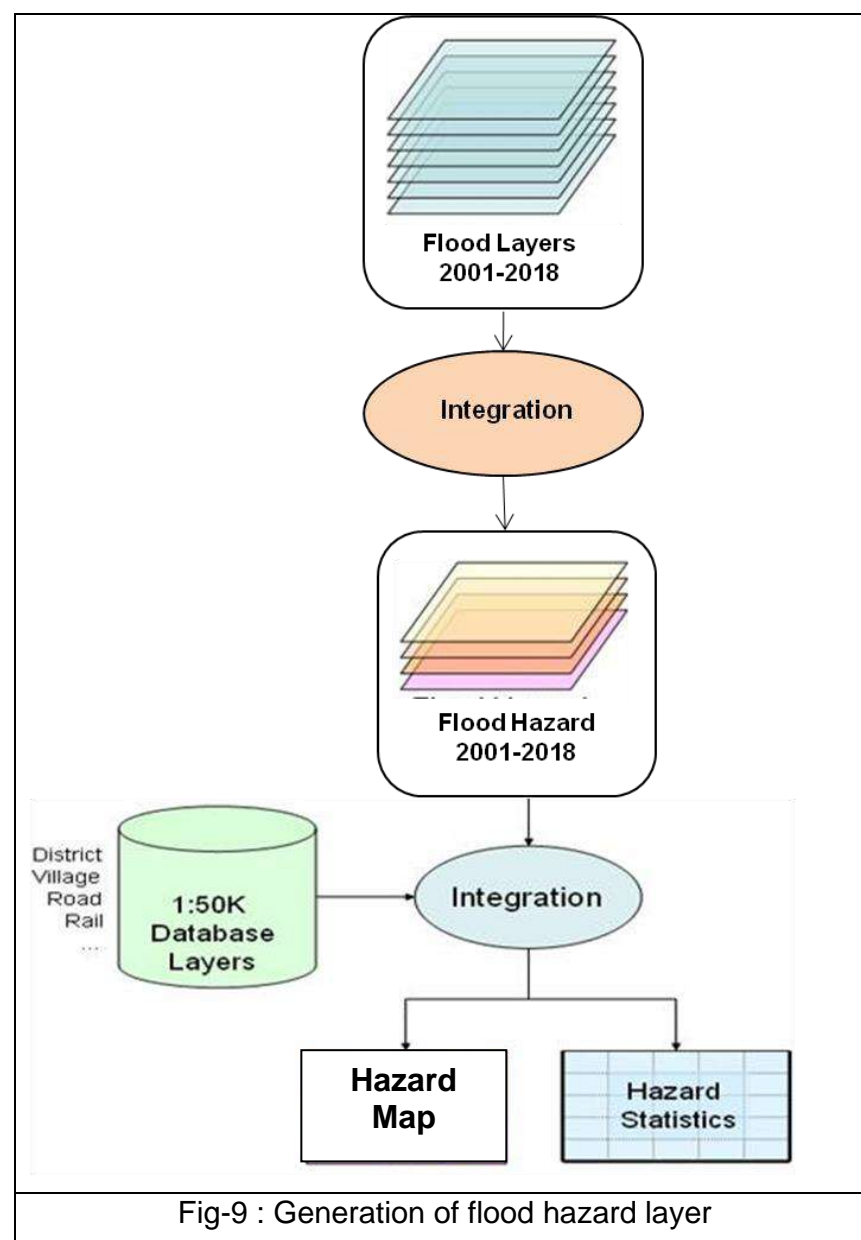 Flood Layers
2001-2018
Integration
Flood Hazard
2001-2018
District
Village
Road
Rail
...
1:50K
Database
Layers
Integration
Hazard
Map
Hazard
Statistics
Fig-9 : Generation of flood hazard layer